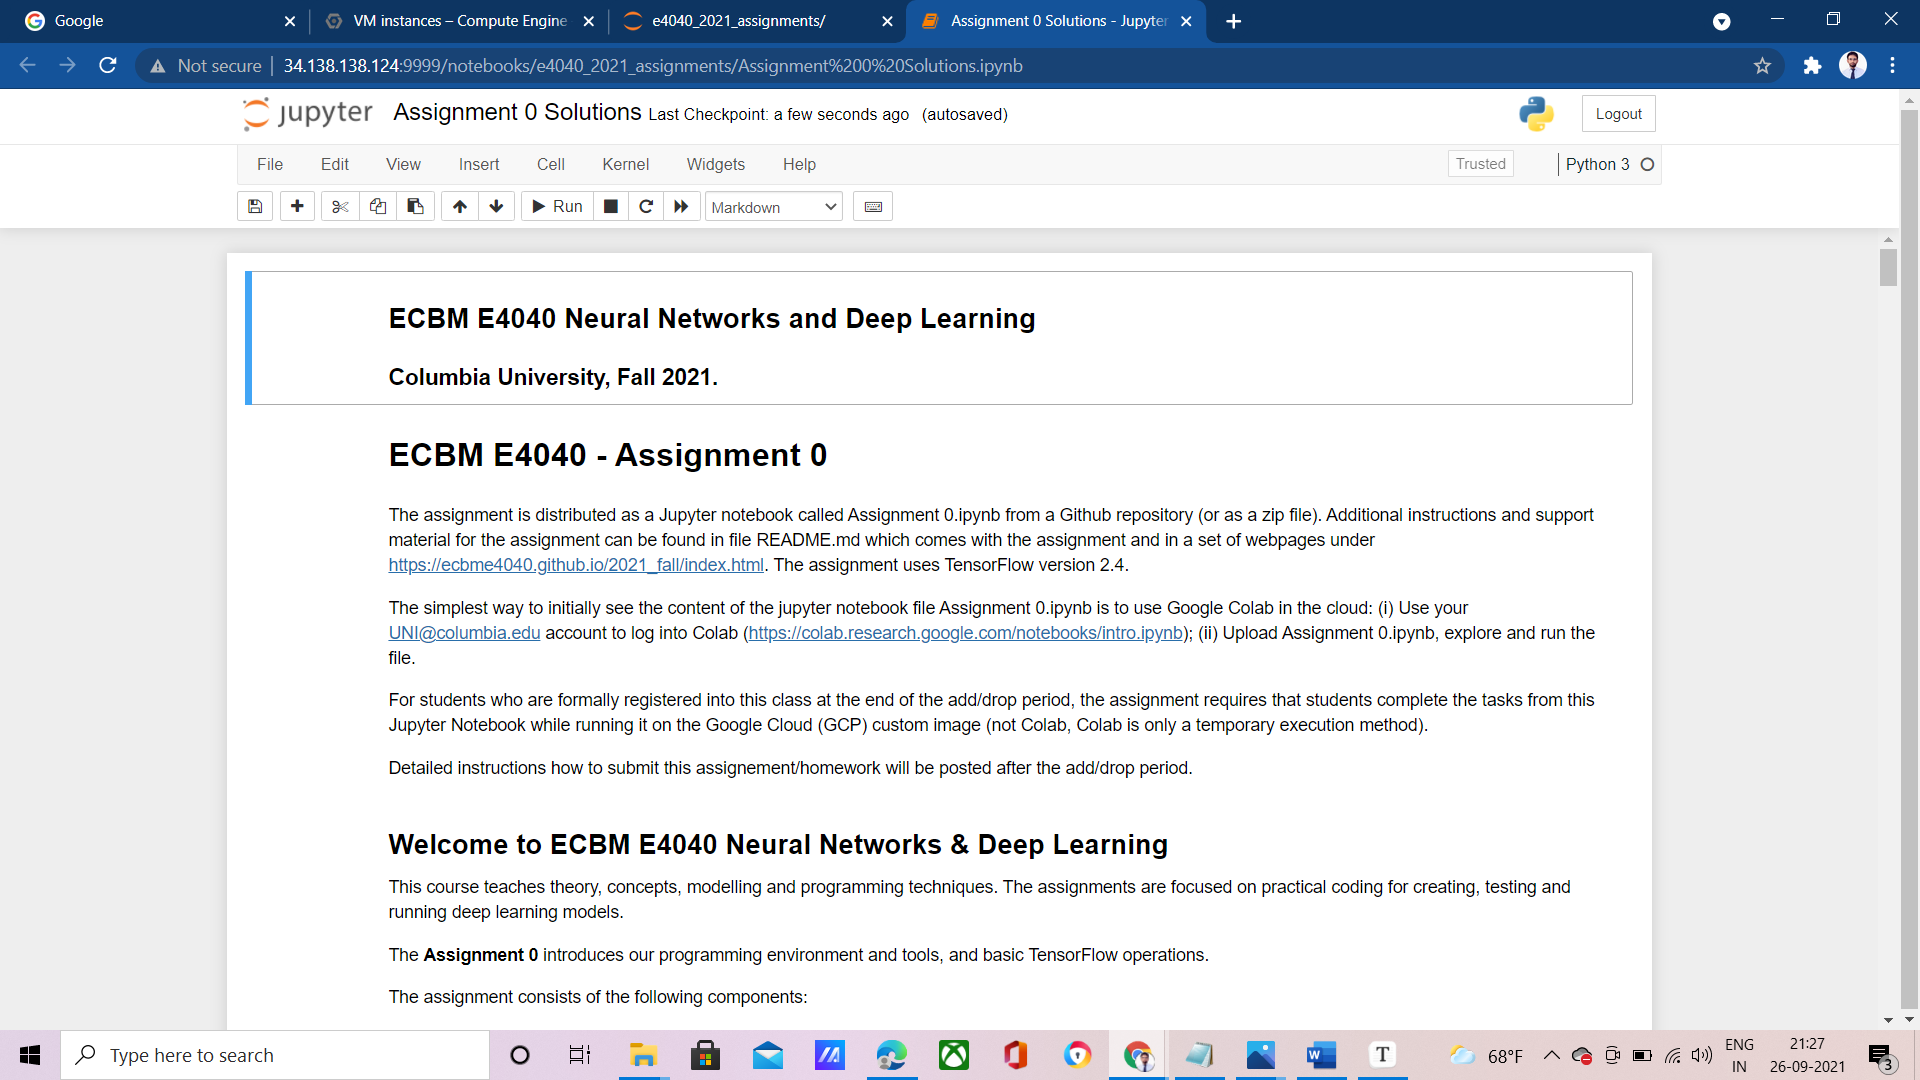 Google
VM instances – Compute Engine
e4040_2021_assignments/
Assignment 0 Solutions - Jupyter
Not secure | 34.138.138.124:9999/notebooks/e4040_2021_assignments/Assignment%200%20Solutions.ipynb
jupyter Assignment 0 Solutions Last Checkpoint: a few seconds ago (autosaved)
Logout
File Edit View Insert Cell Kernel Widgets Help
Trusted
Python 3
Run
Markdown
ECBM E4040 Neural Networks and Deep Learning
Columbia University, Fall 2021.
ECBM E4040 - Assignment 0
The assignment is distributed as a Jupyter notebook called Assignment 0.ipynb from a Github repository (or as a zip file). Additional instructions and support
material for the assignment can be found in file README.md which comes with the assignment and in a set of webpages under
https://ecbme4040.github.io/2021_fall/index.html. The assignment uses TensorFlow version 2.4.
The simplest way to initially see the content of the jupyter notebook file Assignment 0.ipynb is to use Google Colab in the cloud: (i) Use your
UNI@columbia.edu account to log into Colab (https://colab.research.google.com/notebooks/intro.ipynb); (ii) Upload Assignment 0.ipynb, explore and run the
file.
For students who are formally registered into this class at the end of the add/drop period, the assignment requires that students complete the tasks from this
Jupyter Notebook while running it on the Google Cloud (GCP) custom image (not Colab, Colab is only a temporary execution method).
Detailed instructions how to submit this assignement/homework will be posted after the add/drop period.
Welcome to ECBM E4040 Neural Networks & Deep Learning
This course teaches theory, concepts, modelling and programming techniques. The assignments are focused on practical coding for creating, testing and
running deep learning models.
The Assignment 0 introduces our programming environment and tools, and basic TensorFlow operations.
The assignment consists of the following components:
Type here to search
68°F
ENG
IN
21:27
26-09-2021
3